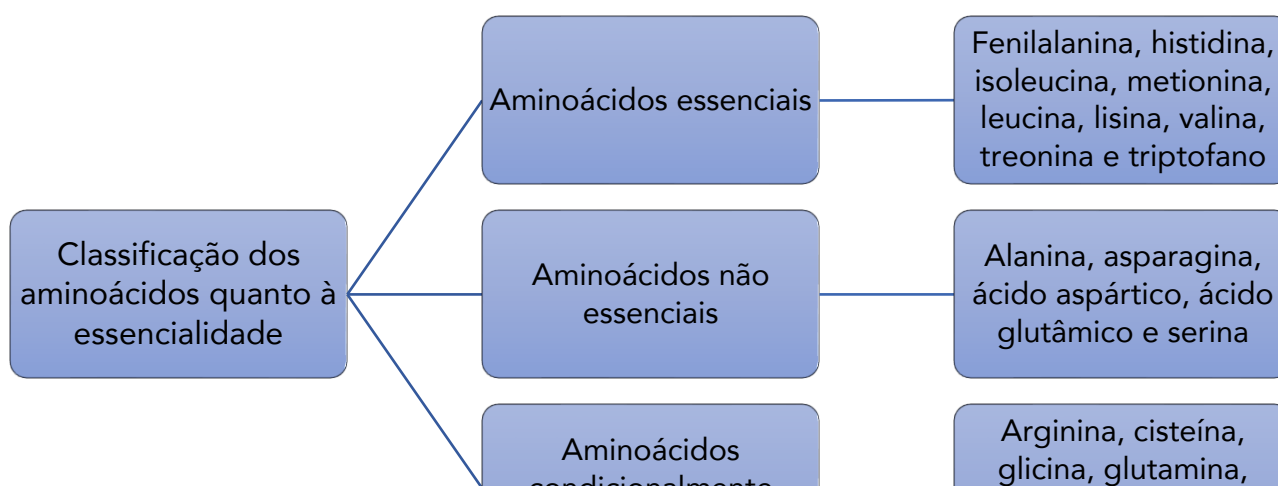 Classificação dos
aminoácidos quanto à
essencialidade
Aminoácidos essenciais
Fenilalanina, histidina,
isoleucina, metionina,
leucina, lisina, valina,
treonina e triptofano
Aminoácidos não
essenciais
Alanina, asparagina,
ácido aspártico, ácido
glutâmico e serina
Aminoácidos
condicionalmente
Arginina, cisteína,
glicina, glutamina,